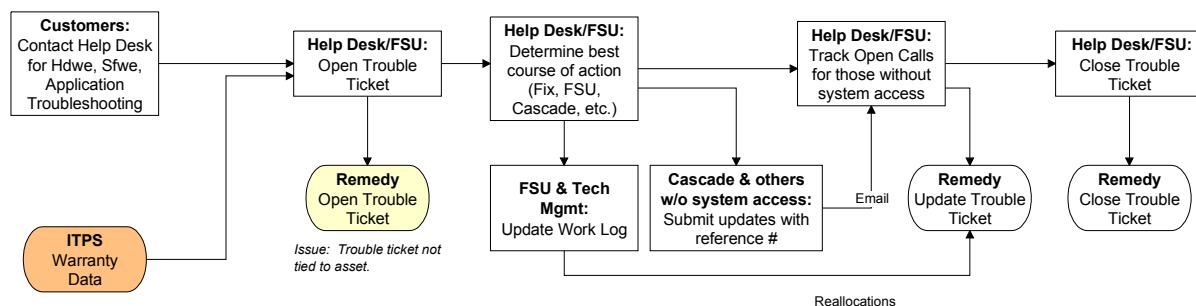 Customers:
Contact Help Desk
for Hdwe, Sfwe,
Application
Troubleshooting
Help Desk/FSU:
Open Trouble
Ticket
Help Desk/FSU:
Determine best
course of action
(Fix, FSU,
Cascade, etc.)
Help Desk/FSU:
Track Open Calls
for those without
system access
Help Desk/FSU:
Close Trouble
Ticket
Remedy
Open Trouble
Ticket
Issue:  Trouble ticket not
tied to asset.
FSU & Tech
Mgmt:
Update Work Log
Cascade & others
w/o system access:
Submit updates with
reference #
Email
Remedy
Update Trouble
Ticket
Remedy
Close Trouble
Ticket
ITPS
Warranty
Data
Reallocations